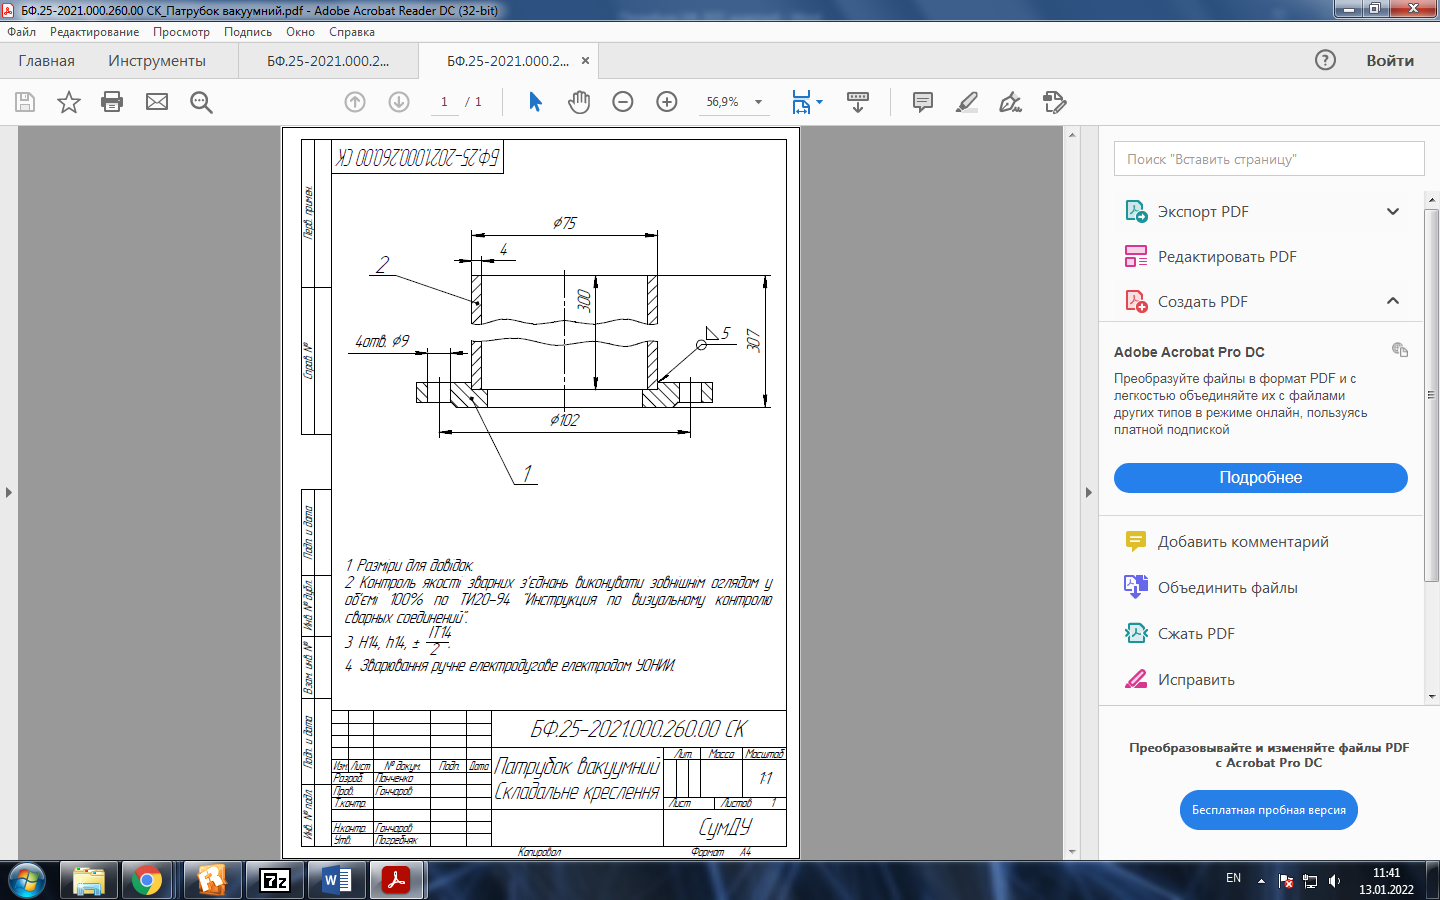 БФ.25-2021.000.260.00 СК_Патрубок вакуумний.pdf - Adobe Acrobat Reader DC (32-bit)
Файл Редактирование Просмотр Подпись Окно Справка
Главная Инструменты БФ.25-2021.000.2... БФ.25-2021.000.2... × ? Войти
1 / 1 56,9%
БФ.25-2021.000.260.00 СК
Перв. примен.
Справ. №
Подп. и дата
Инв. № дубл.
Взам. инв. №
Подп. и дата
Инв. № подл.
⌀75
4
2
300
307
5
4отв. ⌀9
⌀102
1
1 Розміри для довідок.
2 Контроль якості зварних з'єднань виконувати зовнішнім оглядом у
об'ємі 100% по ТИ20-94 "Инструкция по визуальному контролю
сварных соединений".
3 H14, h14, ± IT14/2.
4 Зварювання ручне електродугове електродом УОНИИ.
БФ.25-2021.000.260.00 СК
Изм. Лист № докум. Подп. Дата
Разраб. Панченко
Пров. Гончаров
Т.контр.
Н.контр. Гончаров
Утв. Погребняк
Патрубок вакуумний
Складальне креслення
Лит. Масса Масштаб
1:1
Лист Листов 1
СумДУ
Копировал Формат А4
Поиск "Вставить страницу"
Экспорт PDF
Редактировать PDF
Создать PDF
Adobe Acrobat Pro DC
Преобразуйте файлы в формат PDF и с
легкостью объединяйте их с файлами
других типов в режиме онлайн, пользуясь
платной подпиской
Подробнее
Добавить комментарий
Объединить файлы
Сжать PDF
Исправить
Преобразовывайте и изменяйте файлы PDF
с Acrobat Pro DC
Бесплатная пробная версия
7z
EN
11:41
13.01.2022